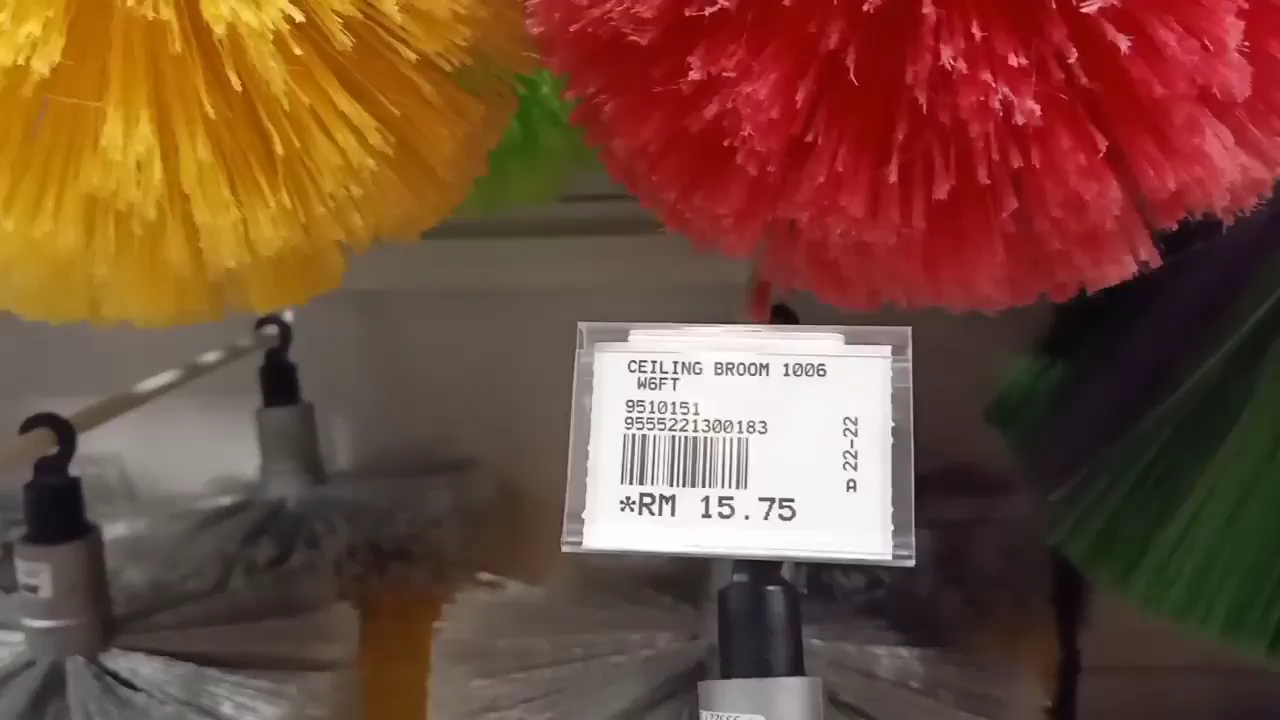 CEILING BROOM 1006
W6FT
9510151
9555221300183
A 22-22
*RM 15.75